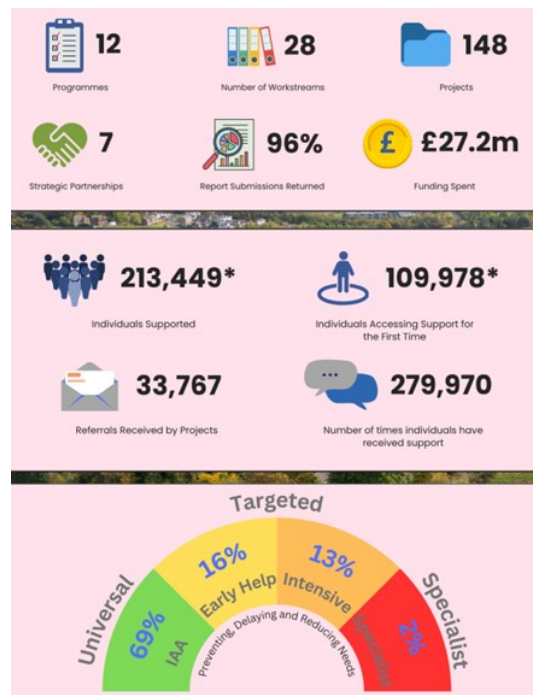 12
28
148
Programmes
Number of Workstreams
Projects
7
96%
£
£27.2m
Strategic Partnerships
Report Submissions Returned
Funding Spent
213,449*
109,978*
Individuals Supported
Individuals Accessing Support for
the First Time
33,767
279,970
Referrals Received by Projects
Number of times individuals have
received support
Targeted
Universal
Specialist
69%
IAA
16%
Early Help
13%
Intensive
2%
Specialist
Preventing, Delaying and Reducing Needs